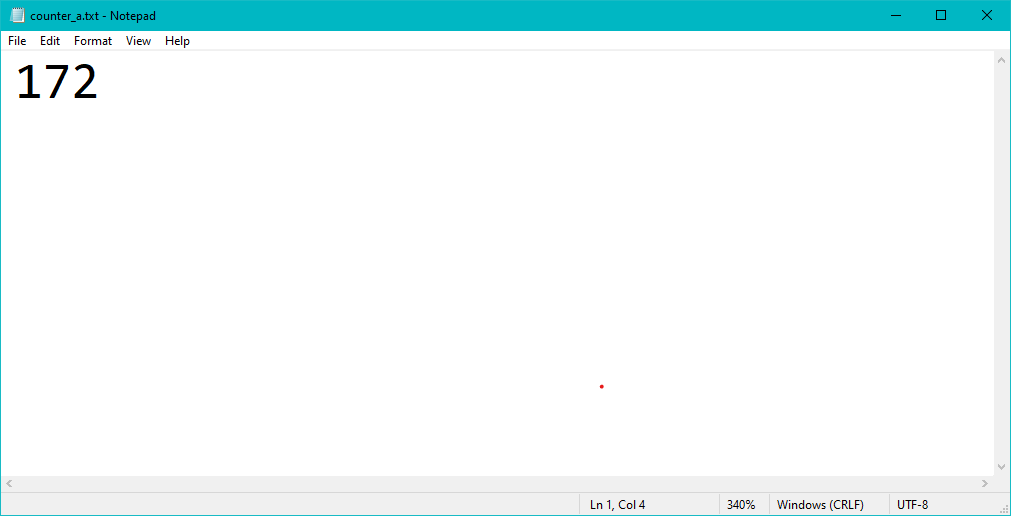 counter_a.txt - Notepad
File Edit Format View Help
172
Ln 1, Col 4 340% Windows (CRLF) UTF-8